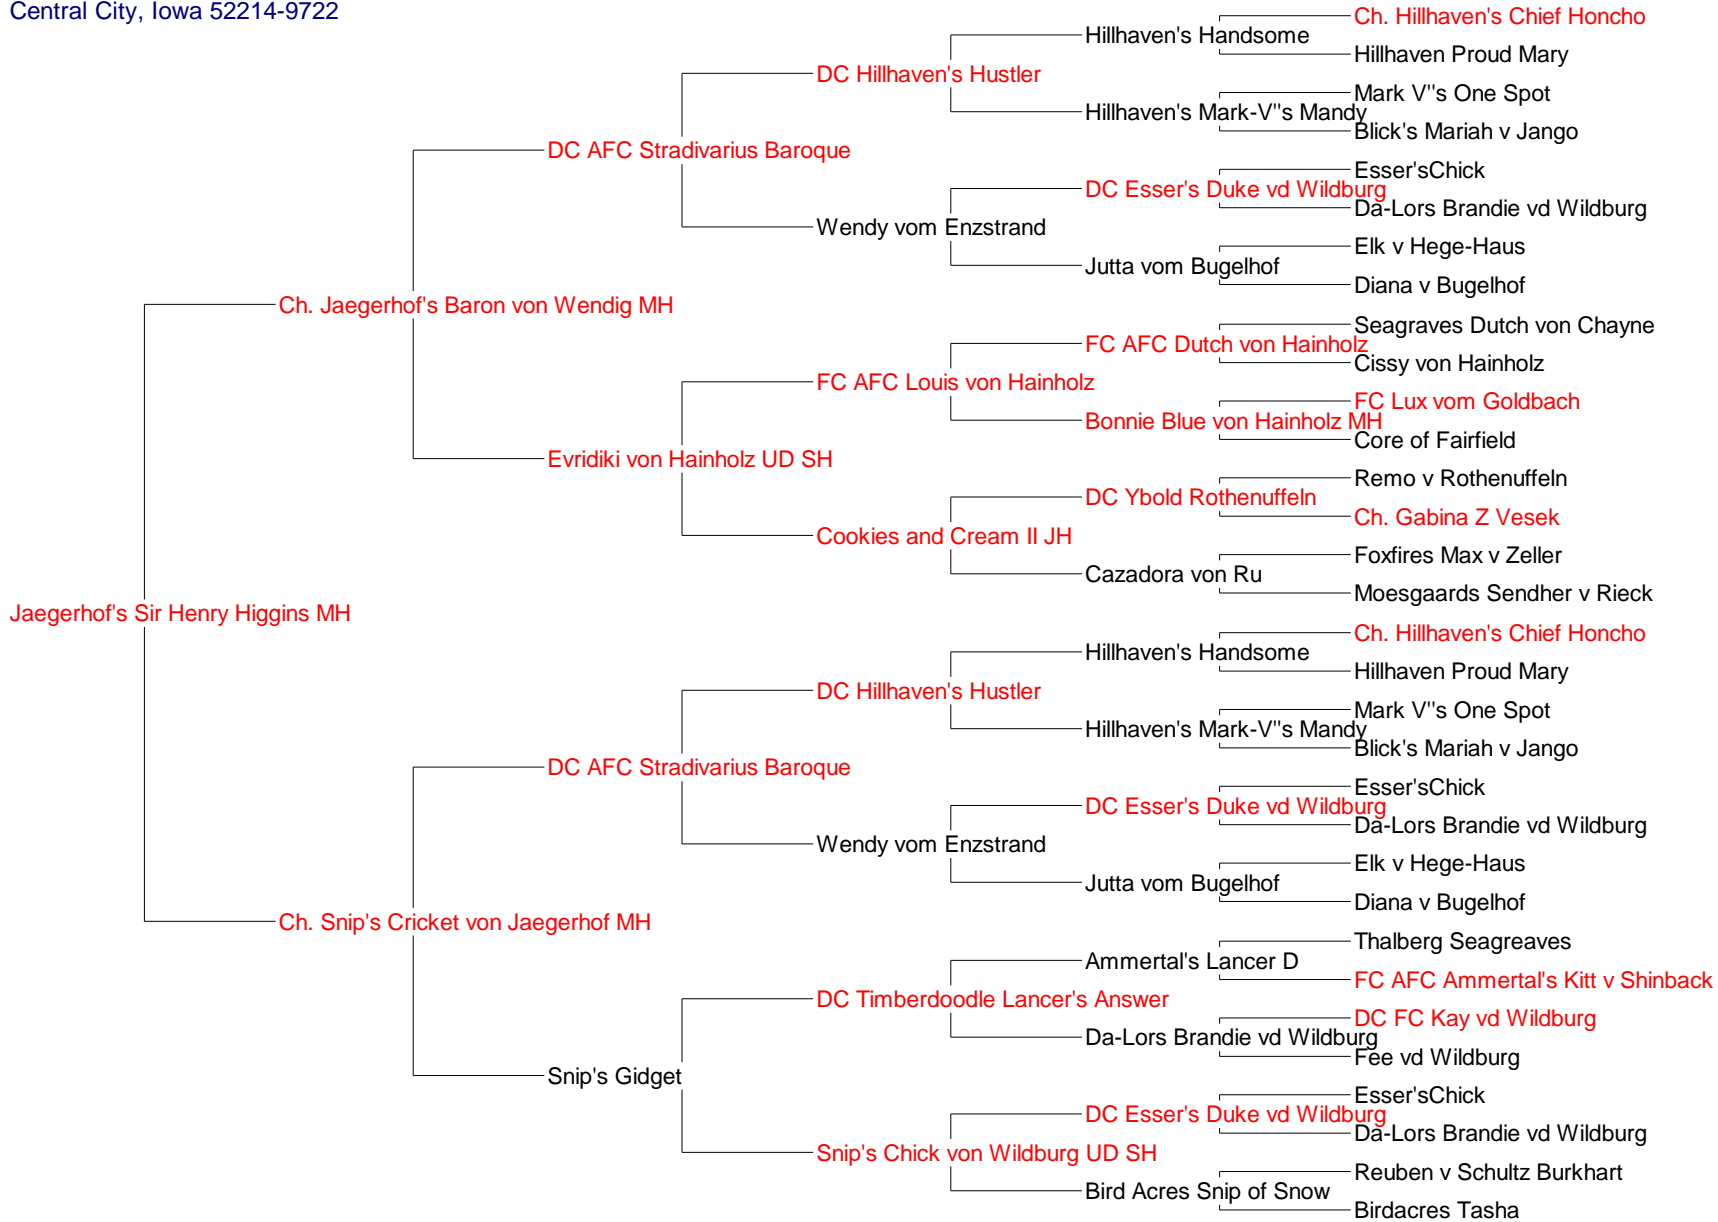 Central City, Iowa 52214-9722
Ch. Hillhaven's Chief Honcho
Hillhaven's Handsome
Hillhaven Proud Mary
DC Hillhaven's Hustler
Mark V"s One Spot
Hillhaven's Mark-V"s Mandy
Blick's Mariah v Jango
DC AFC Stradivarius Baroque
Esser'sChick
DC Esser's Duke vd Wildburg
Da-Lors Brandie vd Wildburg
Wendy vom Enzstrand
Elk v Hege-Haus
Jutta vom Bugelhof
Diana v Bugelhof
Ch. Jaegerhof's Baron von Wendig MH
Seagraves Dutch von Chayne
FC AFC Dutch von Hainholz
Cissy von Hainholz
FC AFC Louis von Hainholz
FC Lux vom Goldbach
Bonnie Blue von Hainholz MH
Core of Fairfield
Evridiki von Hainholz UD SH
Remo v Rothenuffeln
DC Ybold Rothenuffeln
Ch. Gabina Z Vesek
Cookies and Cream II JH
Foxfires Max v Zeller
Cazadora von Ru
Moesgaards Sendher v Rieck
Jaegerhof's Sir Henry Higgins MH
Ch. Hillhaven's Chief Honcho
Hillhaven's Handsome
Hillhaven Proud Mary
DC Hillhaven's Hustler
Mark V"s One Spot
Hillhaven's Mark-V"s Mandy
Blick's Mariah v Jango
DC AFC Stradivarius Baroque
Esser'sChick
DC Esser's Duke vd Wildburg
Da-Lors Brandie vd Wildburg
Wendy vom Enzstrand
Elk v Hege-Haus
Jutta vom Bugelhof
Diana v Bugelhof
Ch. Snip's Cricket von Jaegerhof MH
Thalberg Seagreaves
Ammertal's Lancer D
FC AFC Ammertal's Kitt v Shinback
DC Timberdoodle Lancer's Answer
DC FC Kay vd Wildburg
Da-Lors Brandie vd Wildburg
Fee vd Wildburg
Snip's Gidget
Esser'sChick
DC Esser's Duke vd Wildburg
Da-Lors Brandie vd Wildburg
Snip's Chick von Wildburg UD SH
Reuben v Schultz Burkhart
Bird Acres Snip of Snow
Birdacres Tasha